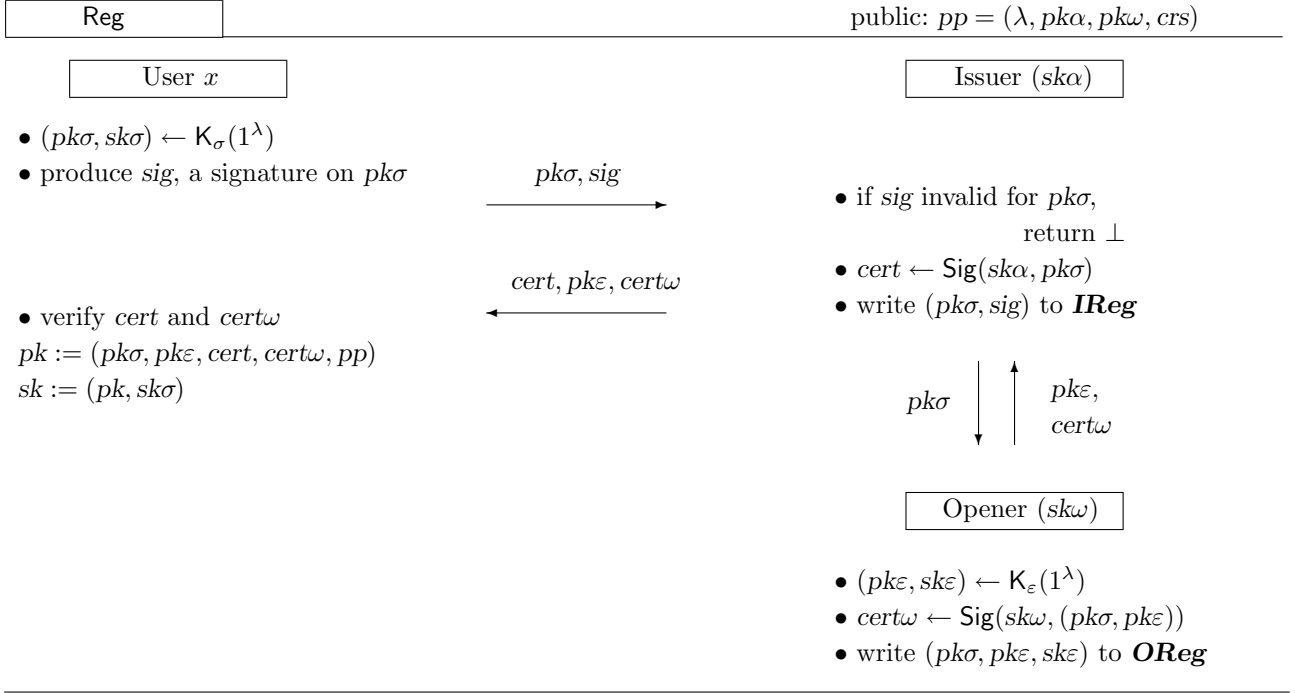 Reg
public: pp = (λ, pkα, pkω, crs)
User x
Issuer (skα)
• (pkσ, skσ) ← K_σ(1^λ)
• produce sig, a signature on pkσ
pkσ, sig
• if sig invalid for pkσ,
return ⊥
• cert ← Sig(skα, pkσ)
• write (pkσ, sig) to IReg
cert, pkε, certω
• verify cert and certω
pk := (pkσ, pkε, cert, certω, pp)
sk := (pk, skσ)
pkσ
pkε,
certω
Opener (skω)
• (pkε, skε) ← K_ε(1^λ)
• certω ← Sig(skω, (pkσ, pkε))
• write (pkσ, pkε, skε) to OReg